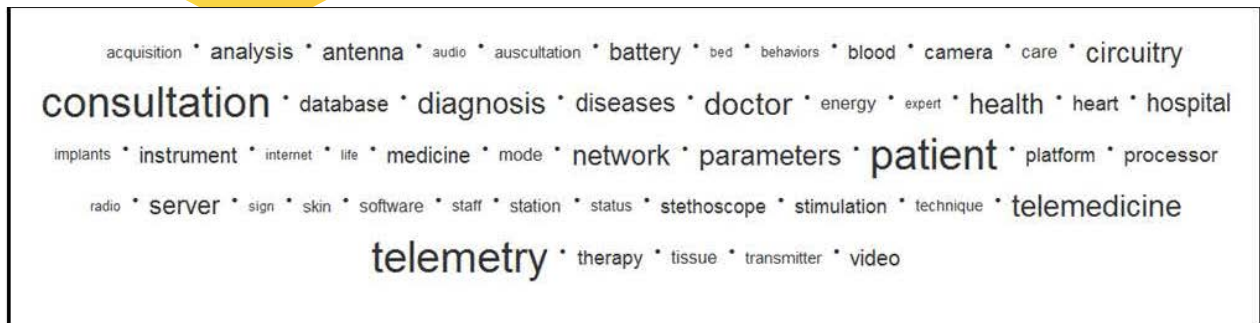 acquisition • analysis • antenna • audio • auscultation • battery • bed • behaviors • blood • camera • care • circuitry
consultation • database • diagnosis • diseases • doctor • energy • expert • health • heart • hospital
implants • instrument • internet • life • medicine • mode • network • parameters • patient • platform • processor
radio • server • sign • skin • software • staff • station • status • stethoscope • stimulation • technique • telemedicine
telemetry • therapy • tissue • transmitter • video